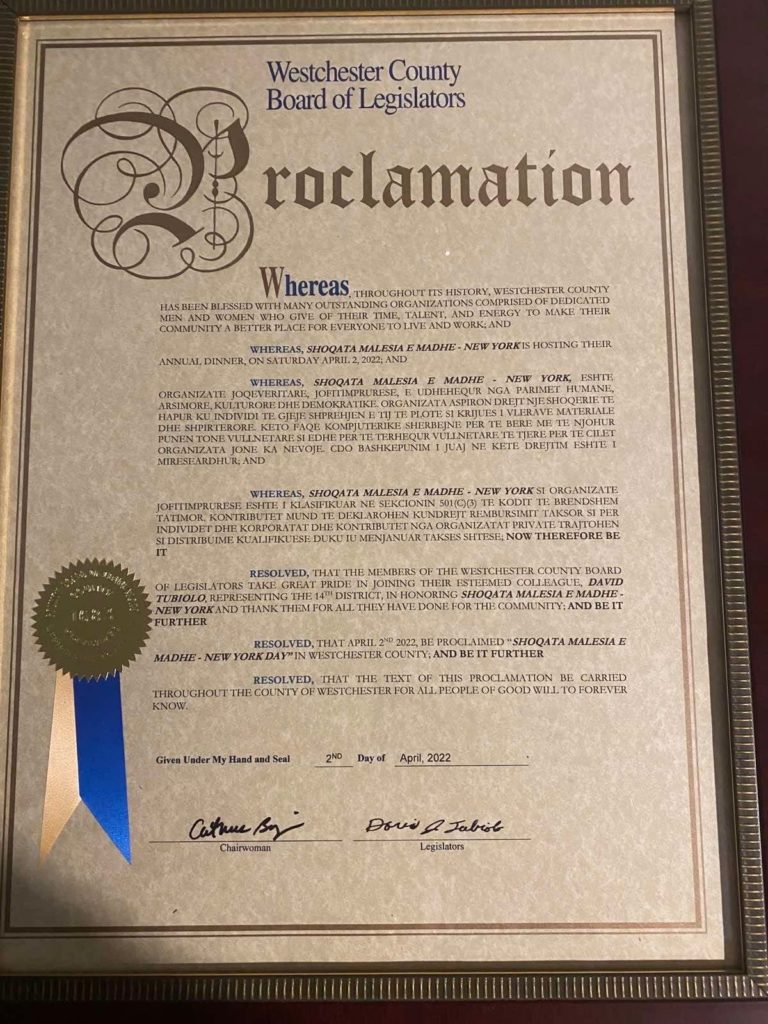 Westchester County
Board of Legislators
Proclamation
Whereas, THROUGHOUT ITS HISTORY, WESTCHESTER COUNTY
HAS BEEN BLESSED WITH MANY OUTSTANDING ORGANIZATIONS COMPRISED OF DEDICATED
MEN AND WOMEN WHO GIVE OF THEIR TIME, TALENT, AND ENERGY TO MAKE THEIR
COMMUNITY A BETTER PLACE FOR EVERYONE TO LIVE AND WORK; AND
WHEREAS, SHOQATA MALESIA E MADHE - NEW YORK IS HOSTING THEIR
ANNUAL DINNER, ON SATURDAY APRIL 2, 2022; AND
WHEREAS, SHOQATA MALESIA E MADHE - NEW YORK, ESHTE
ORGANIZATE JOQEVERITARE, JOFITIMPRURESE, E UDHEHEQUR NGA PARIMET HUMANE,
ARSIMORE, KULTURORE DHE DEMOKRATIKE. ORGANIZATA ASPIRON DREJT NJE SHOQERIE TE
HAPUR KU INDIVIDI TE GJEJE SHPREHJEN E TIJ TE PLOTE SI KRIJUES I VLERAVE MATERIALE
DHE SHPIRTERORE. KETO FAQE KOMPJUTERIKE SHERBEJNE PER TE BERE ME TE NJOHUR
PUNEN TONE VULLNETARE SI EDHE PER TE TERHEQUR VULLNETARE TE TJERE PER TE CILET
ORGANIZATA JONE KA NEVOJE. CDO BASHKEPUNIM I JUAJ NE KETE DREJTIM ESHTE I
MIRESEARDHUR; AND
WHEREAS, SHOQATA MALESIA E MADHE - NEW YORK SI ORGANIZATE
JOFITIMPRURESE ESHTE I KLASIFIKUAR NE SEKCIONIN 501(C)(3) TE KODIT TE BRENDSHEM
TATIMOR. KONTRIBUTET MUND TE DEKLAROHEN KUNDREJT REMBURSIMIT TAKSOR SI PER
INDIVIDET DHE KORPORATAT DHE KONTRIBUTET NGA ORGANIZATAT PRIVATE TRAJTOHEN
SI DISTRIBUIME KUALIFIKUESE DUKU IU MENJANUAR TAKSES SHTESE; NOW THEREFORE BE
IT
RESOLVED, THAT THE MEMBERS OF THE WESTCHESTER COUNTY BOARD
OF LEGISLATORS TAKE GREAT PRIDE IN JOINING THEIR ESTEEMED COLLEAGUE, DAVID
TUBIOLO, REPRESENTING THE 14TH DISTRICT, IN HONORING SHOQATA MALESIA E MADHE -
NEW YORK AND THANK THEM FOR ALL THEY HAVE DONE FOR THE COMMUNITY; AND BE IT
FURTHER
RESOLVED, THAT APRIL 2ND 2022, BE PROCLAIMED "SHOQATA MALESIA E
MADHE - NEW YORK DAY" IN WESTCHESTER COUNTY; AND BE IT FURTHER
RESOLVED, THAT THE TEXT OF THIS PROCLAMATION BE CARRIED
THROUGHOUT THE COUNTY OF WESTCHESTER FOR ALL PEOPLE OF GOOD WILL TO FOREVER
KNOW.
Given Under My Hand and Seal 2ND Day of April, 2022
Chairwoman Legislators